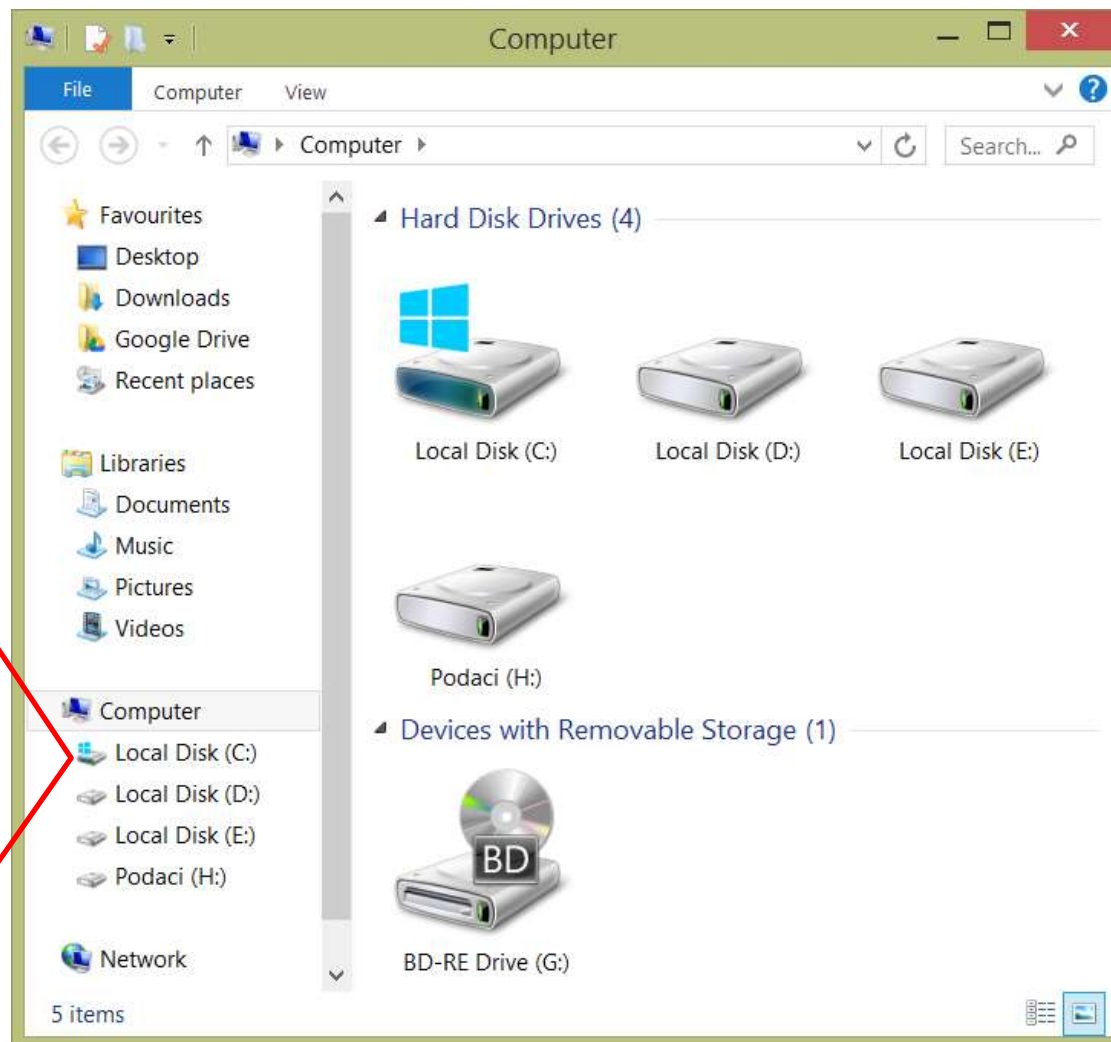 Computer
File Computer View
Computer
Search...
Favourites
Desktop
Downloads
Google Drive
Recent places
Libraries
Documents
Music
Pictures
Videos
Computer
Local Disk (C:)
Local Disk (D:)
Local Disk (E:)
Podaci (H:)
Network
Hard Disk Drives (4)
Local Disk (C:) Local Disk (D:) Local Disk (E:)
Podaci (H:)
Devices with Removable Storage (1)
BD
BD-RE Drive (G:)
5 items